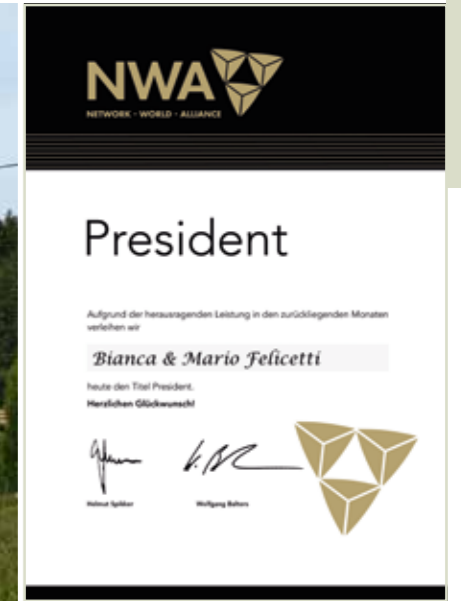 NWA
NETWORK - WORLD - ALLIANCE
President
Aufgrund der herausragenden Leistung in den zurückliegenden Monaten
verleihen wir
Bianca & Mario Felicetti
heute den Titel President.
Herzlichen Glückwunsch!
Helmut Spikker
Wolfgang Bahters